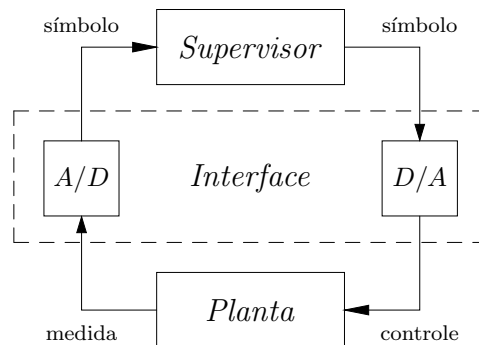 símbolo
Supervisor
símbolo
A/D
Interface
D/A
Planta
medida
controle